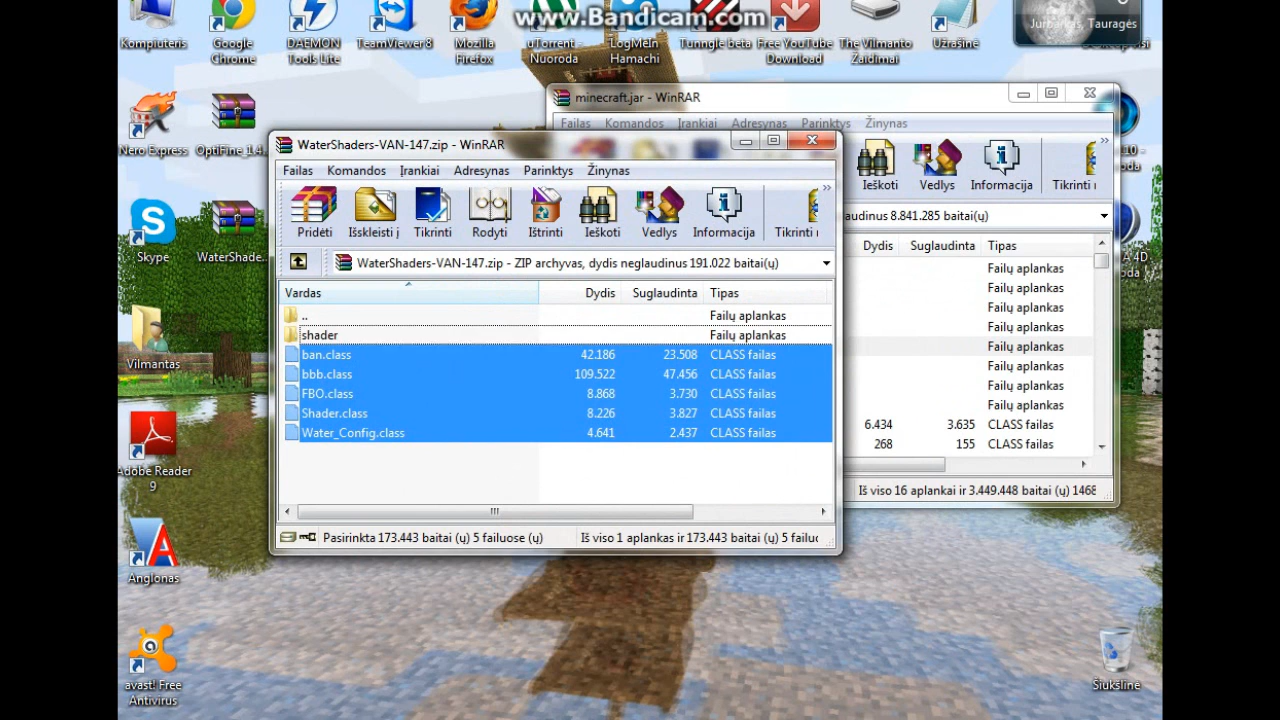 www.Bandicam.com
Kompiuteris
Google
Chrome
DAEMON
Tools Lite
TeamViewer 8
Mozilla
Firefox
uTorrent -
Nuoroda
LogMeIn
Hamachi
Tunngle beta
Free YouTube
Download
The Vilmanto
Žaidimai
Užrašinė
Jurbarkas, Tauragės
Nero Express
OptiFine_1.4.
Skype
WaterShade..
Vilmantas
Adobe Reader
9
Anglonas
avast! Free
Antivirus
Šiukšlinė
minecraft.jar - WinRAR
Failas Komandos Įrankiai Adresynas Parinktys Žinynas
Ieškoti Vedlys Informacija Tikrinti
audinus 8.841.285 baitai(ų)
Dydis Suglaudinta Tipas
Failų aplankas
Failų aplankas
Failų aplankas
Failų aplankas
Failų aplankas
Failų aplankas
Failų aplankas
Failų aplankas
6.434 3.635 CLASS failas
268 155 CLASS failas
Iš viso 16 aplankai ir 3.449.448 baitai (ų) 1468
WaterShaders-VAN-147.zip - WinRAR
Failas Komandos Įrankiai Adresynas Parinktys Žinynas
Pridėti Išskleisti į Tikrinti Rodyti Ištrinti Ieškoti Vedlys Informacija Tikrinti
WaterShaders-VAN-147.zip - ZIP archyvas, dydis neglaudinus 191.022 baitai(ų)
Vardas Dydis Suglaudinta Tipas
.. Failų aplankas
shader Failų aplankas
ban.class 42.186 23.508 CLASS failas
bbb.class 109.522 47.456 CLASS failas
FBO.class 8.868 3.730 CLASS failas
Shader.class 8.226 3.827 CLASS failas
Water_Config.class 4.641 2.437 CLASS failas
Pasirinkta 173.443 baitai (ų) 5 failuose (ų) Iš viso 1 aplankas ir 173.443 baitai (ų) 5 failuc